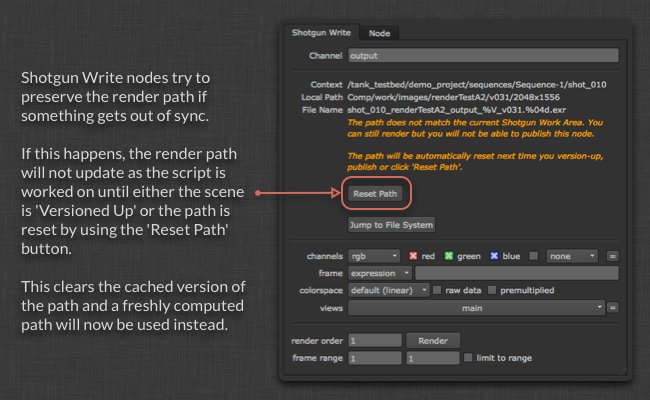 Shotgun Write nodes try to
preserve the render path if
something gets out of sync.
If this happens, the render path
will not update as the script is
worked on until either the scene
is 'Versioned Up' or the path is
reset by using the 'Reset Path'
button.
This clears the cached version of
the path and a freshly computed
path will now be used instead.
Shotgun Write Node
Channel output
Context /tank_testbed/demo_project/sequences/Sequence-1/shot_010
Local Path Comp/work/images/renderTestA2/v031/2048x1556
File Name shot_010_renderTestA2_output_%V_v031.%04d.exr
The path does not match the current Shotgun Work Area. You
can still render but you will not be able to publish this node.
The path will be automatically reset next time you version-up,
publish or click 'Reset Path'.
Reset Path
Jump to File System
channels rgb red green blue none =
frame expression
colorspace default (linear) raw data premultiplied
views main =
render order 1 Render
frame range 1 1 limit to range